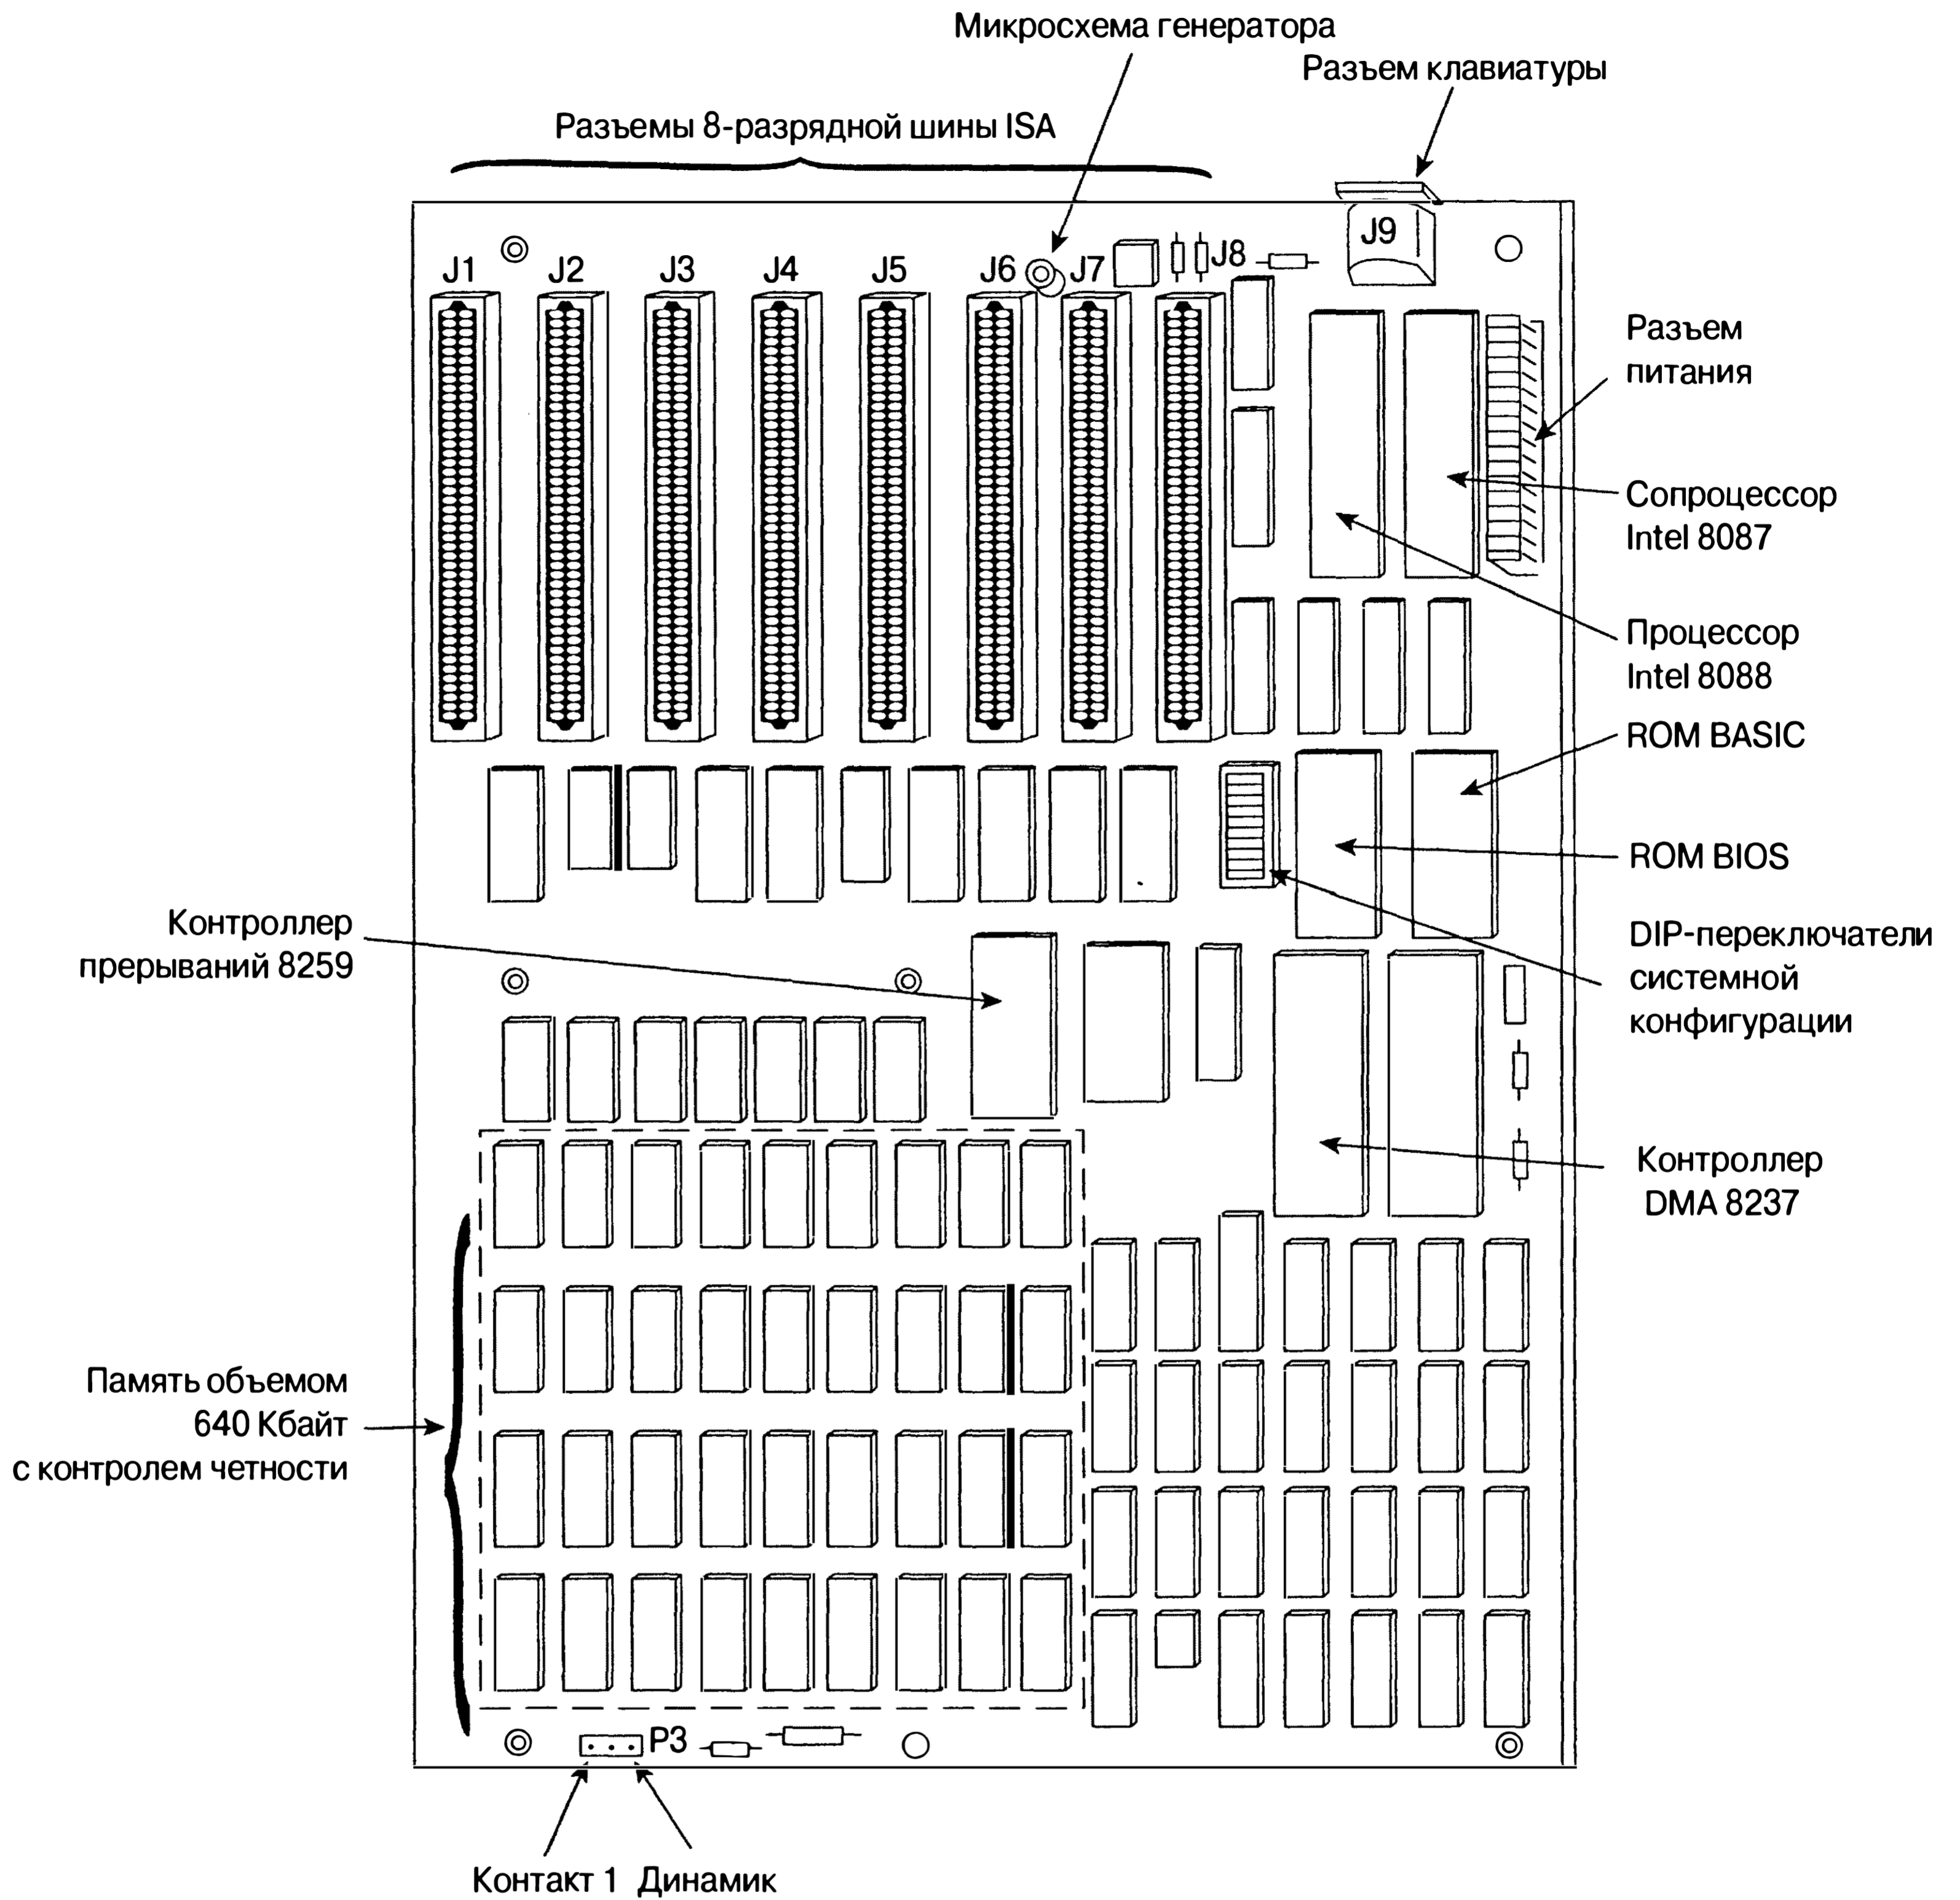 Микросхема генератора
Разъем клавиатуры
Разъемы 8-разрядной шины ISA
J9
J1
J2
J3
J4
J5
J6
J7
J8
Разъем
питания
Сопроцессор
Intel 8087
Процессор
Intel 8088
ROM BASIC
ROM BIOS
DIP-переключатели
системной
конфигурации
Контроллер
прерываний 8259
Контроллер
DMA 8237
Память объемом
640 Кбайт
с контролем четности
P3
Контакт 1
Динамик